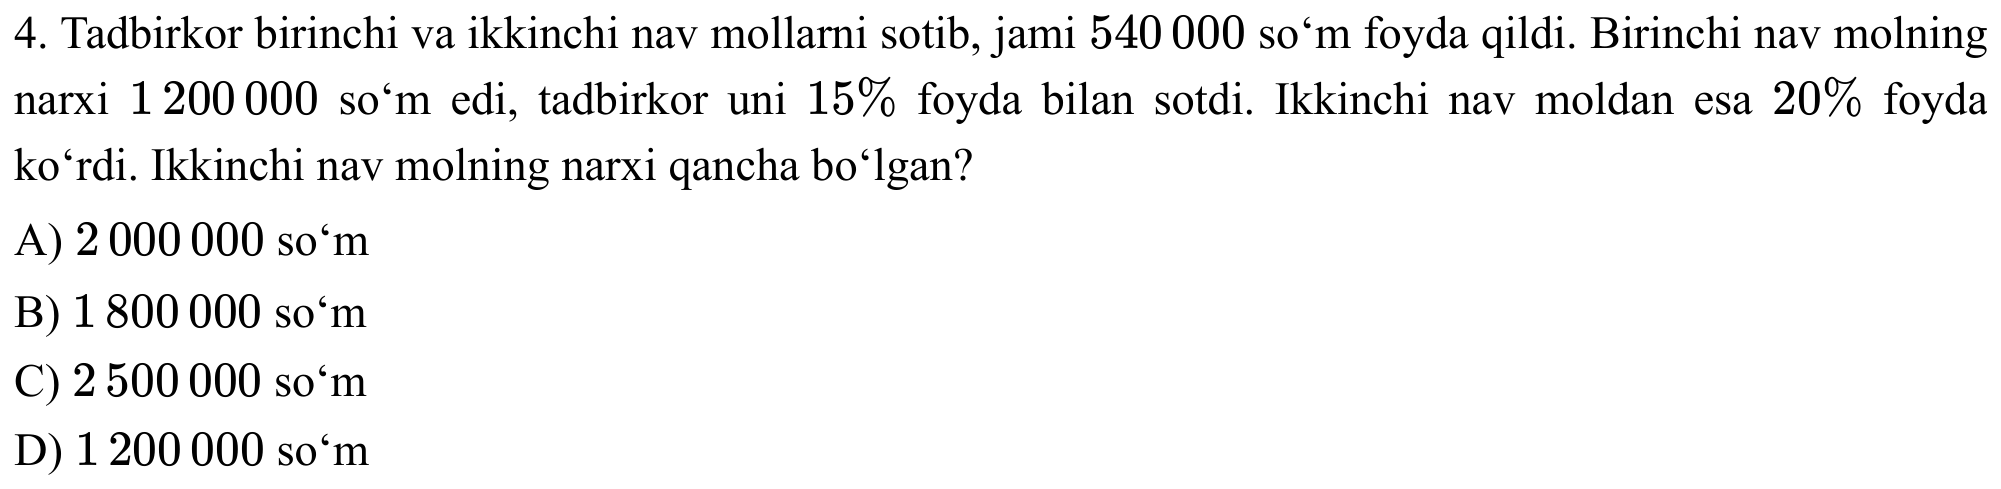 4. Tadbirkor birinchi va ikkinchi nav mollarni sotib, jami 540 000 so‘m foyda qildi. Birinchi nav molning
narxi 1 200 000 so‘m edi, tadbirkor uni 15% foyda bilan sotdi. Ikkinchi nav moldan esa 20% foyda
ko‘rdi. Ikkinchi nav molning narxi qancha bo‘lgan?
A) 2 000 000 so‘m
B) 1 800 000 so‘m
C) 2 500 000 so‘m
D) 1 200 000 so‘m